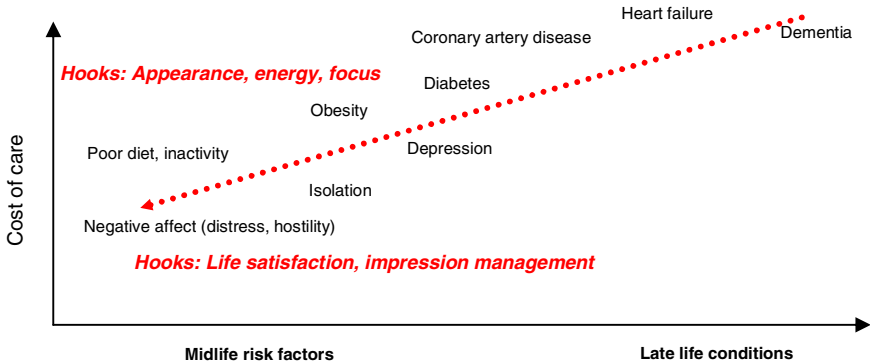 Heart failure
Coronary artery disease
Dementia
Hooks: Appearance, energy, focus
Diabetes
Obesity
Poor diet, inactivity
Depression
Isolation
Negative affect (distress, hostility)
Hooks: Life satisfaction, impression management
Cost of care
Midlife risk factors
Late life conditions